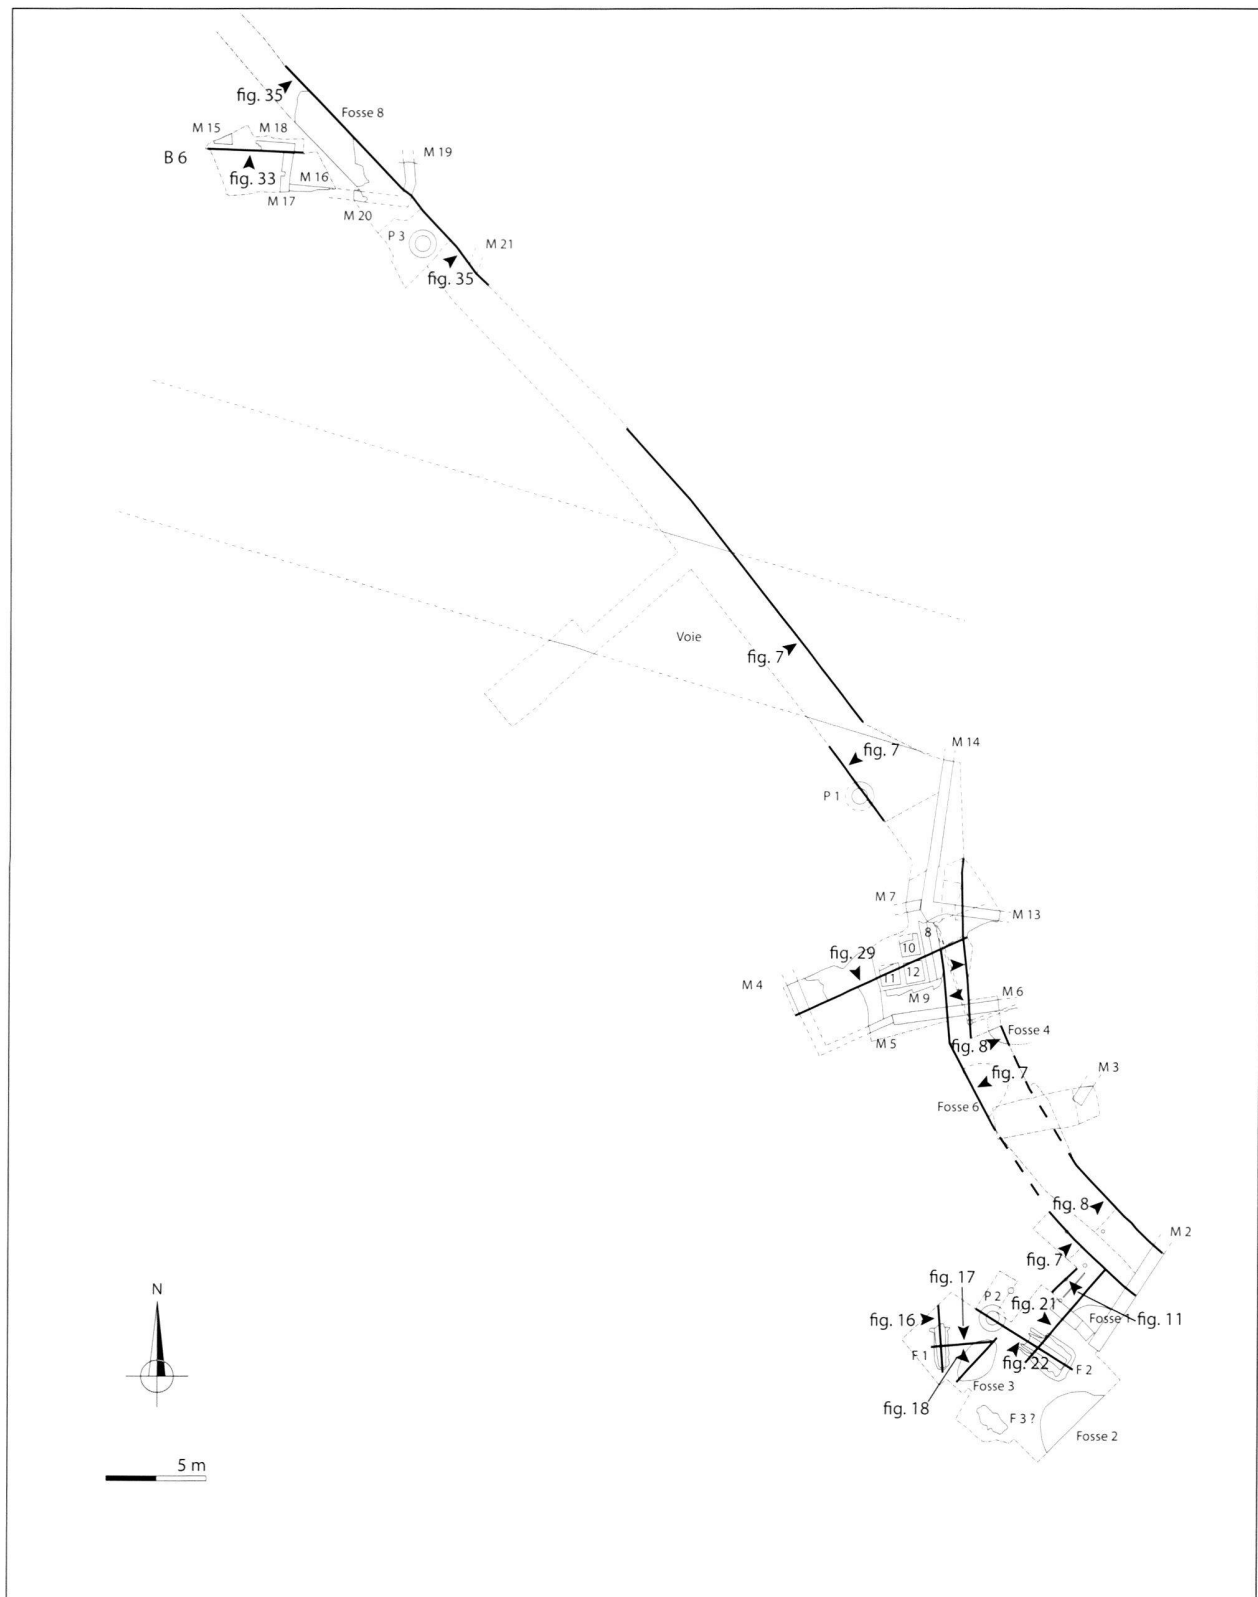 fig. 35
Fosse 8
M 15
M 18
M 19
B 6
fig. 33
M 16
M 17
M 20
P 3
M 21
fig. 35
Voie
fig. 7
M 14
fig. 7
P 1
M 7
M 13
8
10
fig. 29
11
12
M 4
M 9
M 6
M 5
fig. 8
Fosse 4
fig. 7
M 3
Fosse 6
fig. 8
M 2
fig. 7
fig. 17
N
P 2
fig. 21
fig. 16
Fosse 1
fig. 11
F 1
fig. 22
F 2
Fosse 3
fig. 18
F 3 ?
Fosse 2
5 m